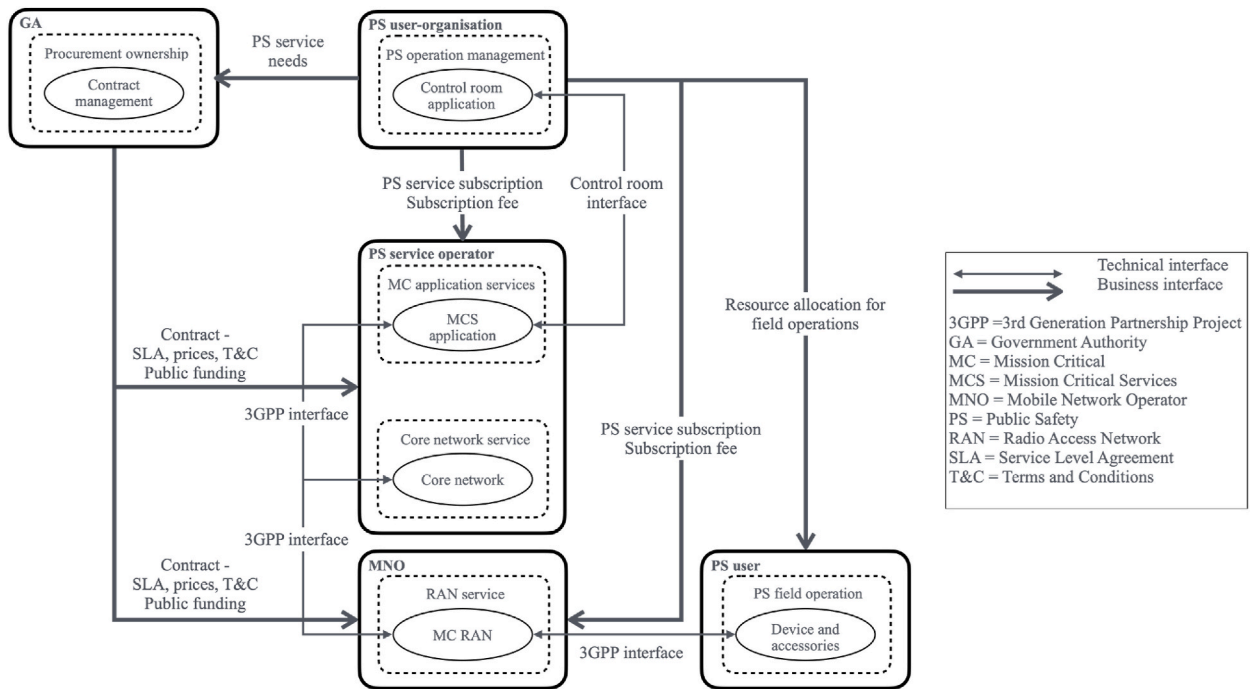 GA
Procurement ownership
Contract
management
PS service
needs
PS user-organisation
PS operation management
Control room
application
PS service subscription
Subscription fee
Control room
interface
PS service operator
MC application services
MCS
application
Contract -
SLA, prices, T&C
Public funding
3GPP interface
Core network service
Core network
3GPP interface
Resource allocation for
field operations
PS service subscription
Subscription fee
Contract -
SLA, prices, T&C
Public funding
MNO
RAN service
MC RAN
3GPP interface
PS user
PS field operation
Device and
accessories
Technical interface
Business interface
3GPP =3rd Generation Partnership Project
GA = Government Authority
MC = Mission Critical
MCS = Mission Critical Services
MNO = Mobile Network Operator
PS = Public Safety
RAN = Radio Access Network
SLA = Service Level Agreement
T&C = Terms and Conditions